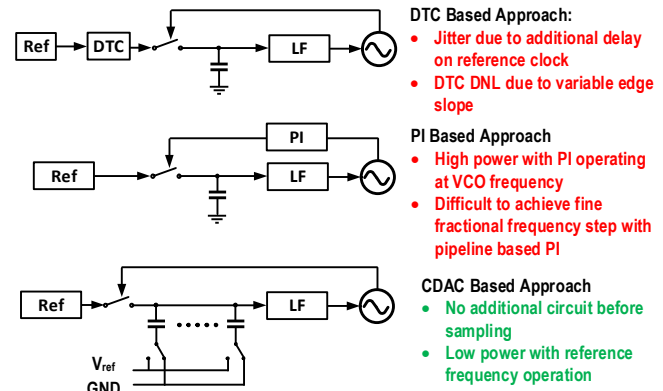 DTC Based Approach:
Ref
DTC
LF
• Jitter due to additional delay
on reference clock
• DTC DNL due to variable edge
slope
PI Based Approach
PI
Ref
LF
• High power with PI operating
at VCO frequency
• Difficult to achieve fine
fractional frequency step with
pipeline based PI
CDAC Based Approach
Ref
LF
• No additional circuit before
sampling
• Low power with reference
frequency operation
Vref
GND